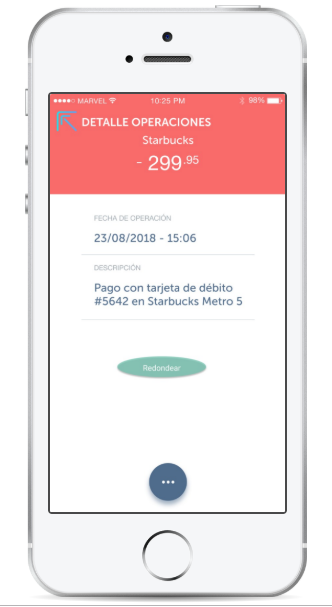 MARVEL 10:25 PM 98%
DETALLE OPERACIONES
Starbucks
- 299.95
FECHA DE OPERACIÓN
23/08/2018 - 15:06
DESCRIPCIÓN
Pago con tarjeta de débito
#5642 en Starbucks Metro 5
Redondear